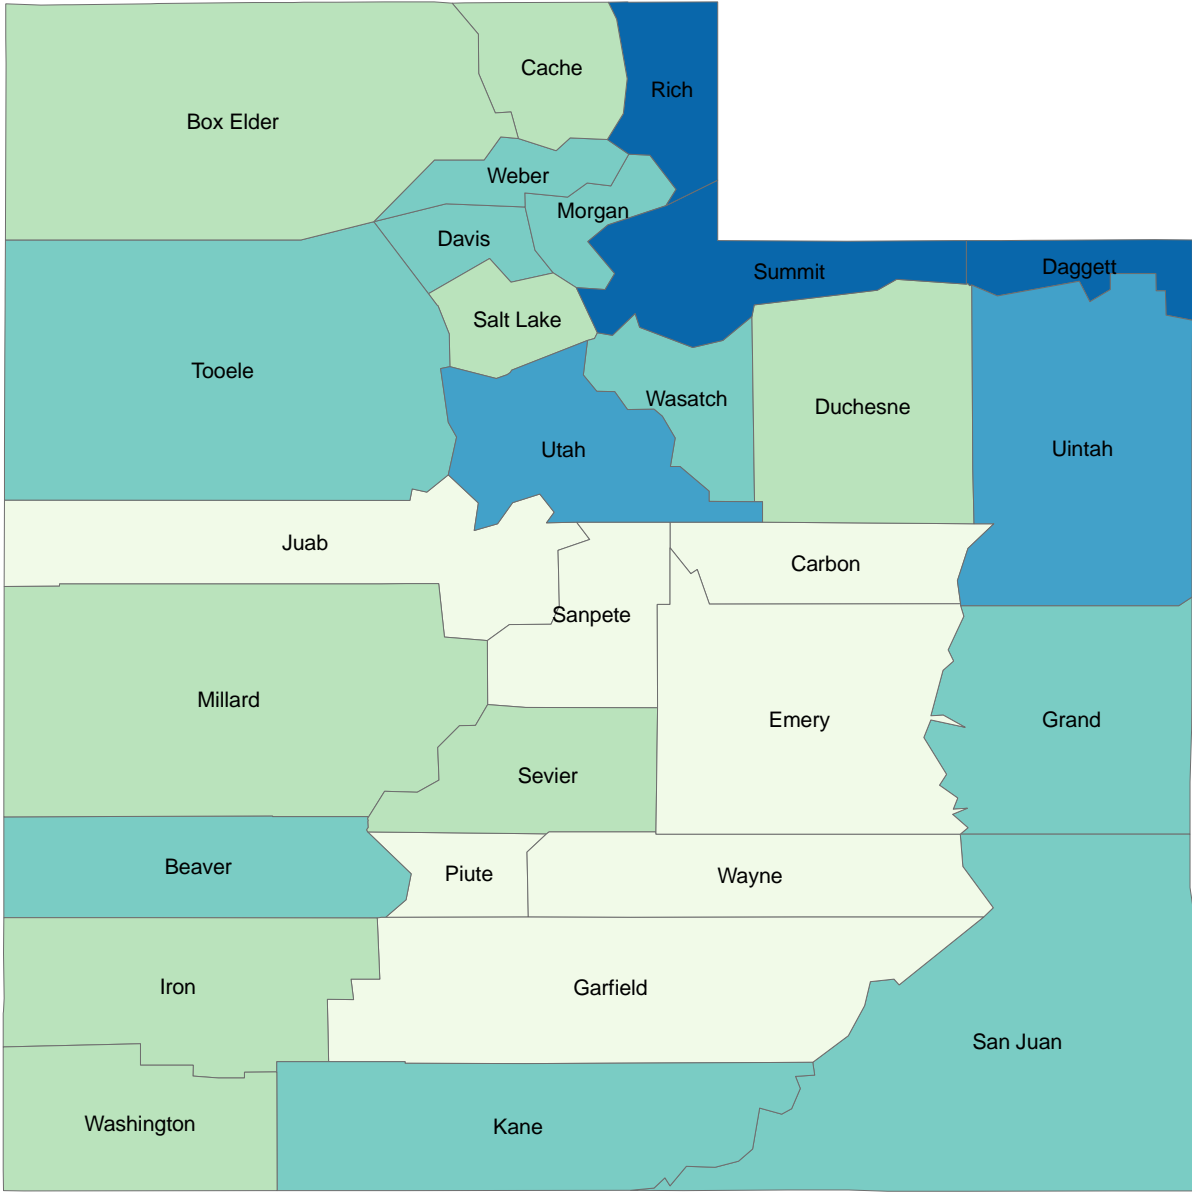 Cache
Rich
Box Elder
Weber
Morgan
Davis
Summit
Daggett
Salt Lake
Tooele
Wasatch
Duchesne
Utah
Uintah
Juab
Carbon
Sanpete
Millard
Emery
Grand
Sevier
Beaver
Piute
Wayne
Iron
Garfield
San Juan
Washington
Kane